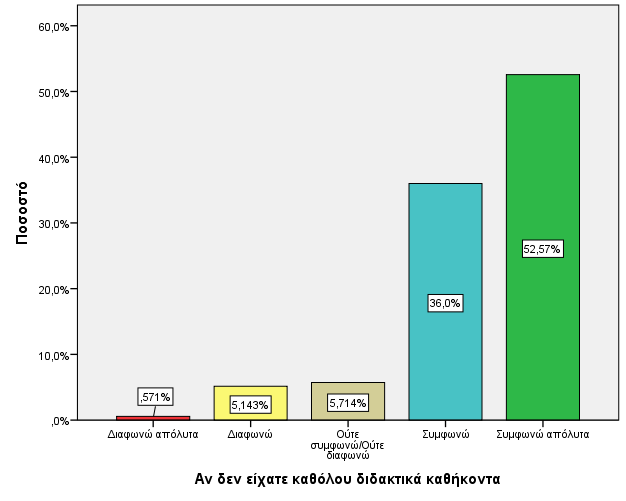 60,0%
50,0%
40,0%
30,0%
20,0%
10,0%
,0%
Ποσοστό
,571%
5,143%
5,714%
36,0%
52,57%
Διαφωνώ απόλυτα
Διαφωνώ
Ούτε
συμφωνώ/Ούτε
διαφωνώ
Συμφωνώ
Συμφωνώ απόλυτα
Αν δεν είχατε καθόλου διδακτικά καθήκοντα